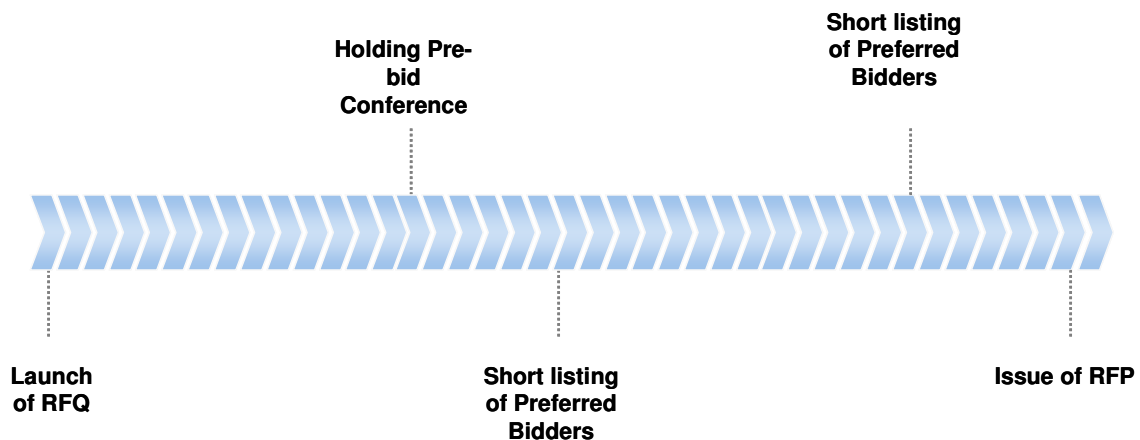 Short listing
of Preferred
Bidders
Holding Pre-
bid
Conference
Launch
of RFQ
Short listing
of Preferred
Bidders
Issue of RFP